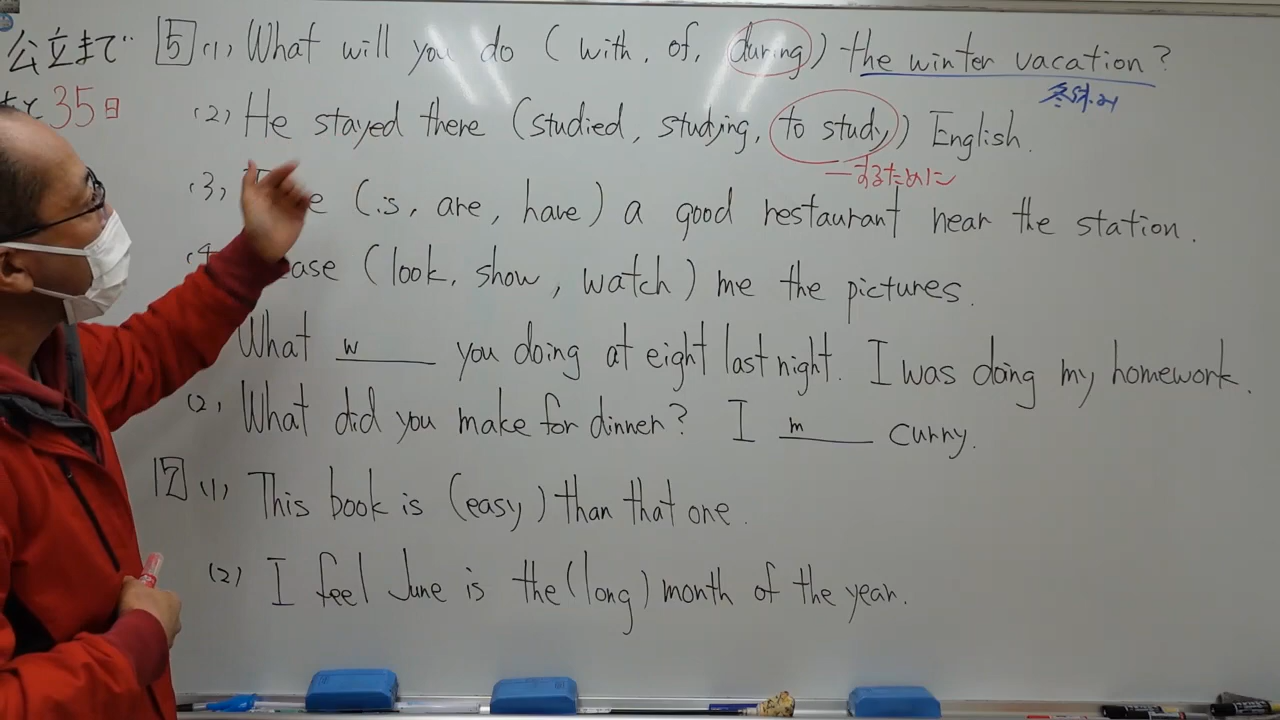 公立まで
35日
5 (1) What will you do (with, of, during) the winter vacation?
冬休み
(2) He stayed there (studied, studying, to study) English.
〜するために
(3) (is, are, have) a good restaurant near the station.
(look, show, watch) me the pictures.
What w you doing at eight last night. I was doing my homework.
(2) What did you make for dinner? I m curry.
7 (1) This book is (easy) than that one.
(2) I feel June is the (long) month of the year.